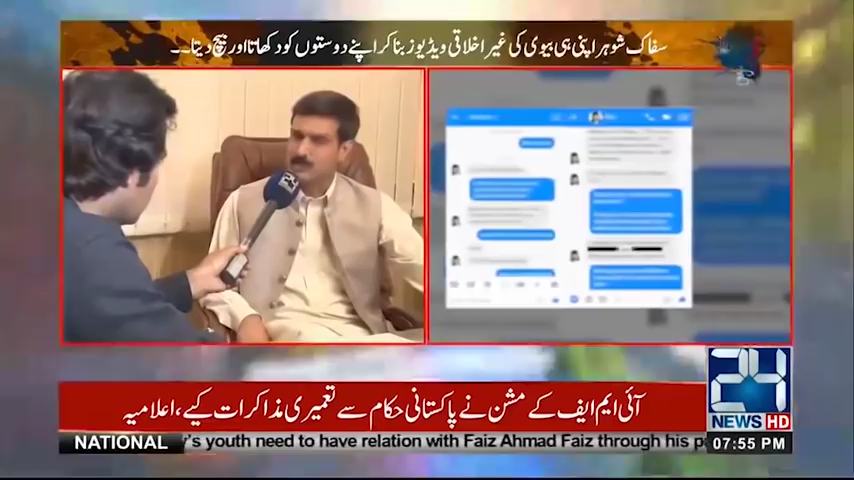 سفاک شوہر اپنی ہی بیوی کی غیر اخلاقی ویڈیوز بنا کر اپنے دوستوں کو دکھاتا اور بیچ دیتا۔۔
24
آئی ایم ایف کے مشن نے پاکستانی حکام سے تعمیری مذاکرات کیے، اعلامیہ
24
NEWS HD
NATIONAL 's youth need to have relation with Faiz Ahmad Faiz through his p
07:55 PM